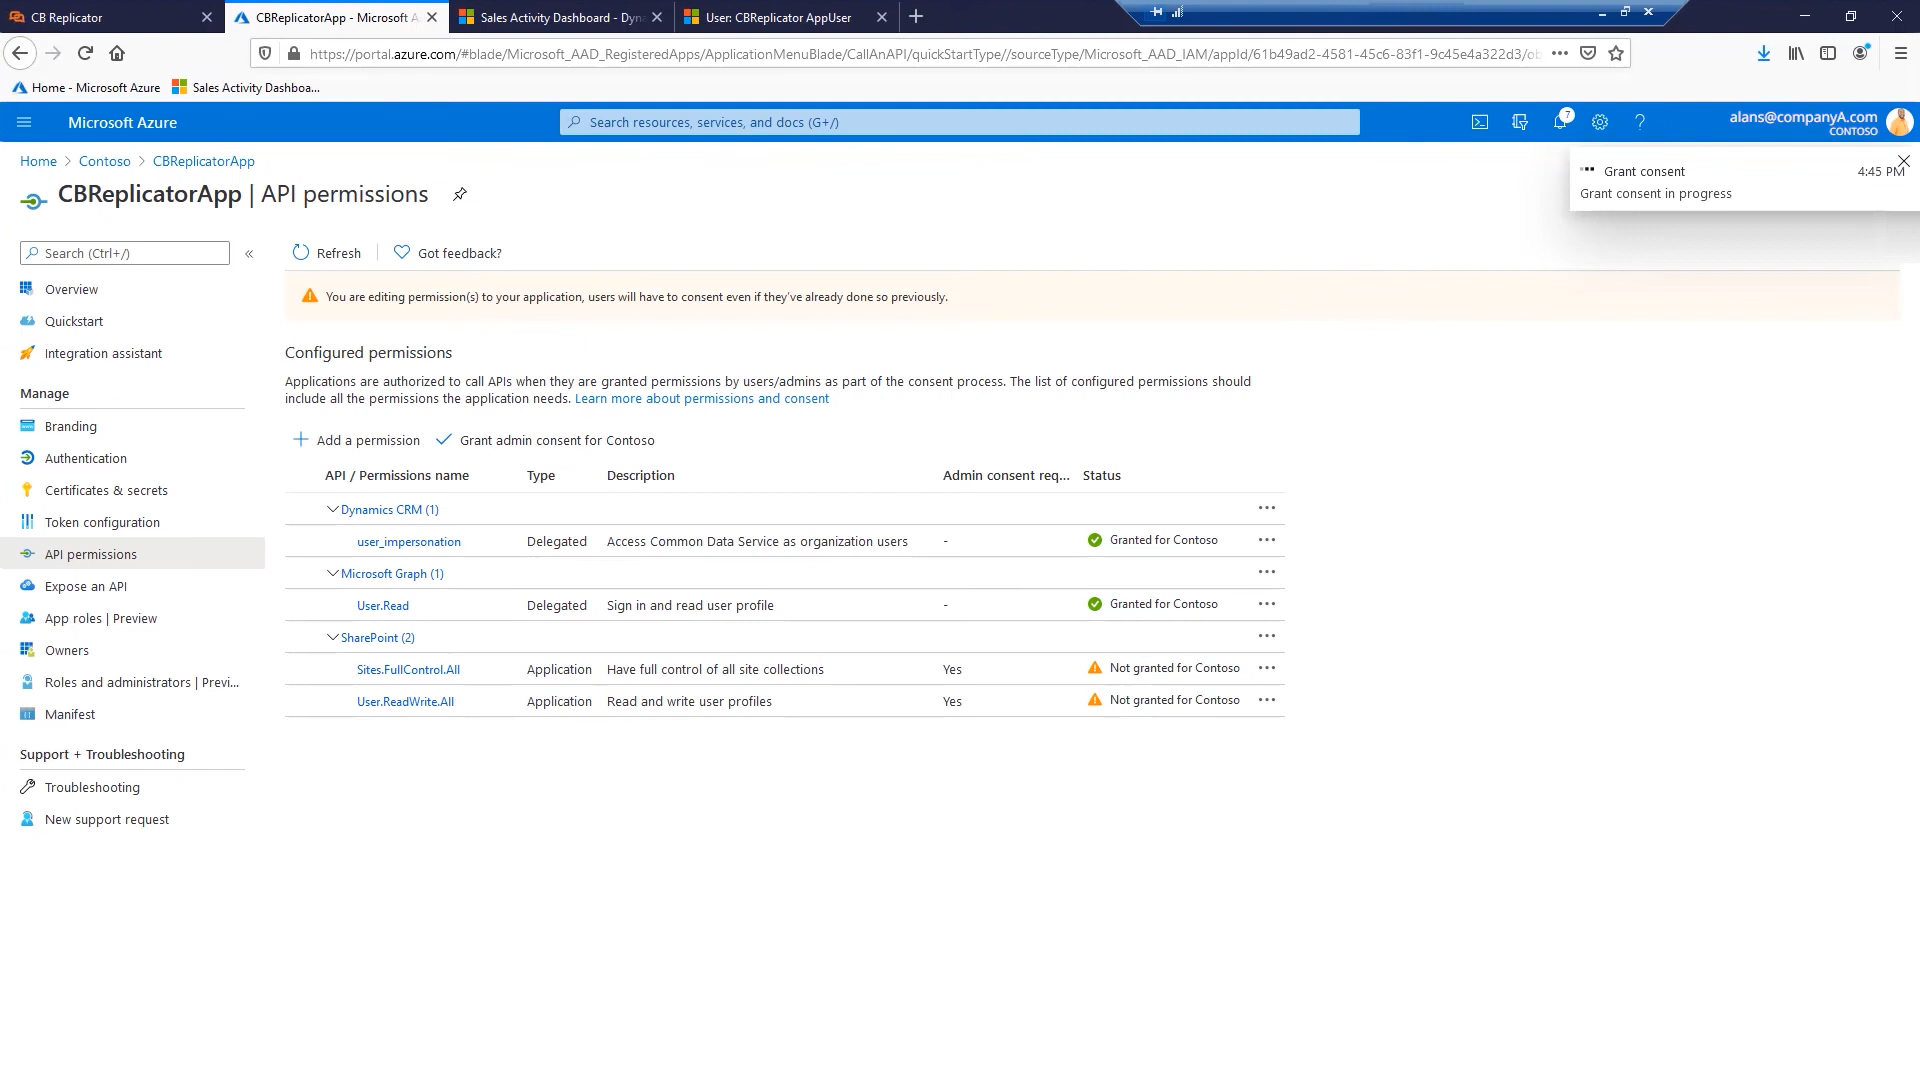 CB Replicator
CBReplicatorApp - Microsoft A
Sales Activity Dashboard - Dyna
User: CBReplicator AppUser
https://portal.azure.com/#blade/Microsoft_AAD_RegisteredApps/ApplicationMenuBlade/CallAnAPI/quickStartType//sourceType/Microsoft_AAD_IAM/appId/61b49ad2-4581-45c6-83f1-9c45e4a322d3/ob
Home - Microsoft Azure
Sales Activity Dashboa...
Microsoft Azure
Search resources, services, and docs (G+/)
7
alans@companyA.com
CONTOSO
Home > Contoso > CBReplicatorApp
CBReplicatorApp | API permissions
Grant consent
4:45 PM
Grant consent in progress
Search (Ctrl+/)
Refresh
Got feedback?
You are editing permission(s) to your application, users will have to consent even if they've already done so previously.
Overview
Quickstart
Integration assistant
Manage
Branding
Authentication
Certificates & secrets
Token configuration
API permissions
Expose an API
App roles | Preview
Owners
Roles and administrators | Previ...
Manifest
Support + Troubleshooting
Troubleshooting
New support request
Configured permissions
Applications are authorized to call APIs when they are granted permissions by users/admins as part of the consent process. The list of configured permissions should
include all the permissions the application needs. Learn more about permissions and consent
Add a permission
Grant admin consent for Contoso
API / Permissions name Type Description Admin consent req... Status
Dynamics CRM (1)
user_impersonation Delegated Access Common Data Service as organization users - Granted for Contoso
Microsoft Graph (1)
User.Read Delegated Sign in and read user profile - Granted for Contoso
SharePoint (2)
Sites.FullControl.All Application Have full control of all site collections Yes Not granted for Contoso
User.ReadWrite.All Application Read and write user profiles Yes Not granted for Contoso